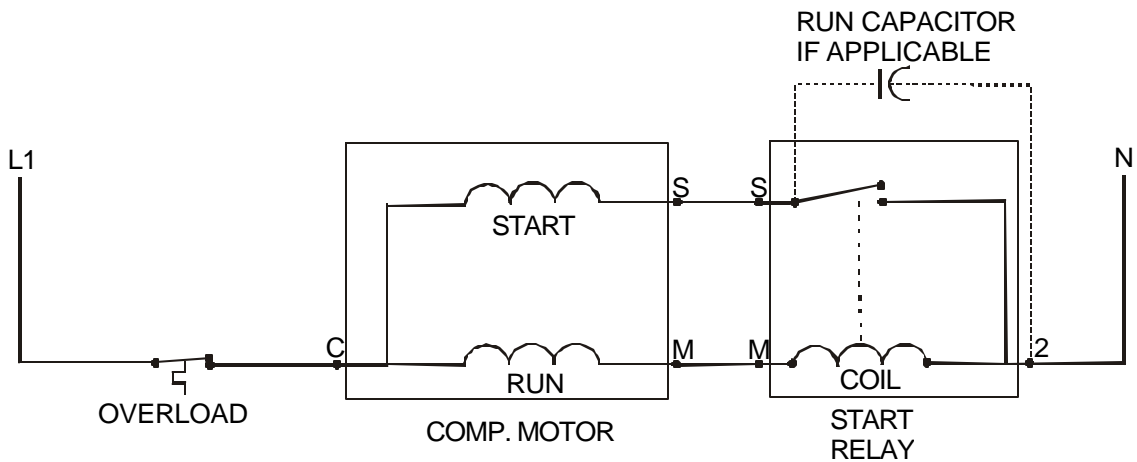 RUN CAPACITOR
IF APPLICABLE
L1
N
S
S
START
C
M
M
2
RUN
COIL
OVERLOAD
COMP. MOTOR
START
RELAY